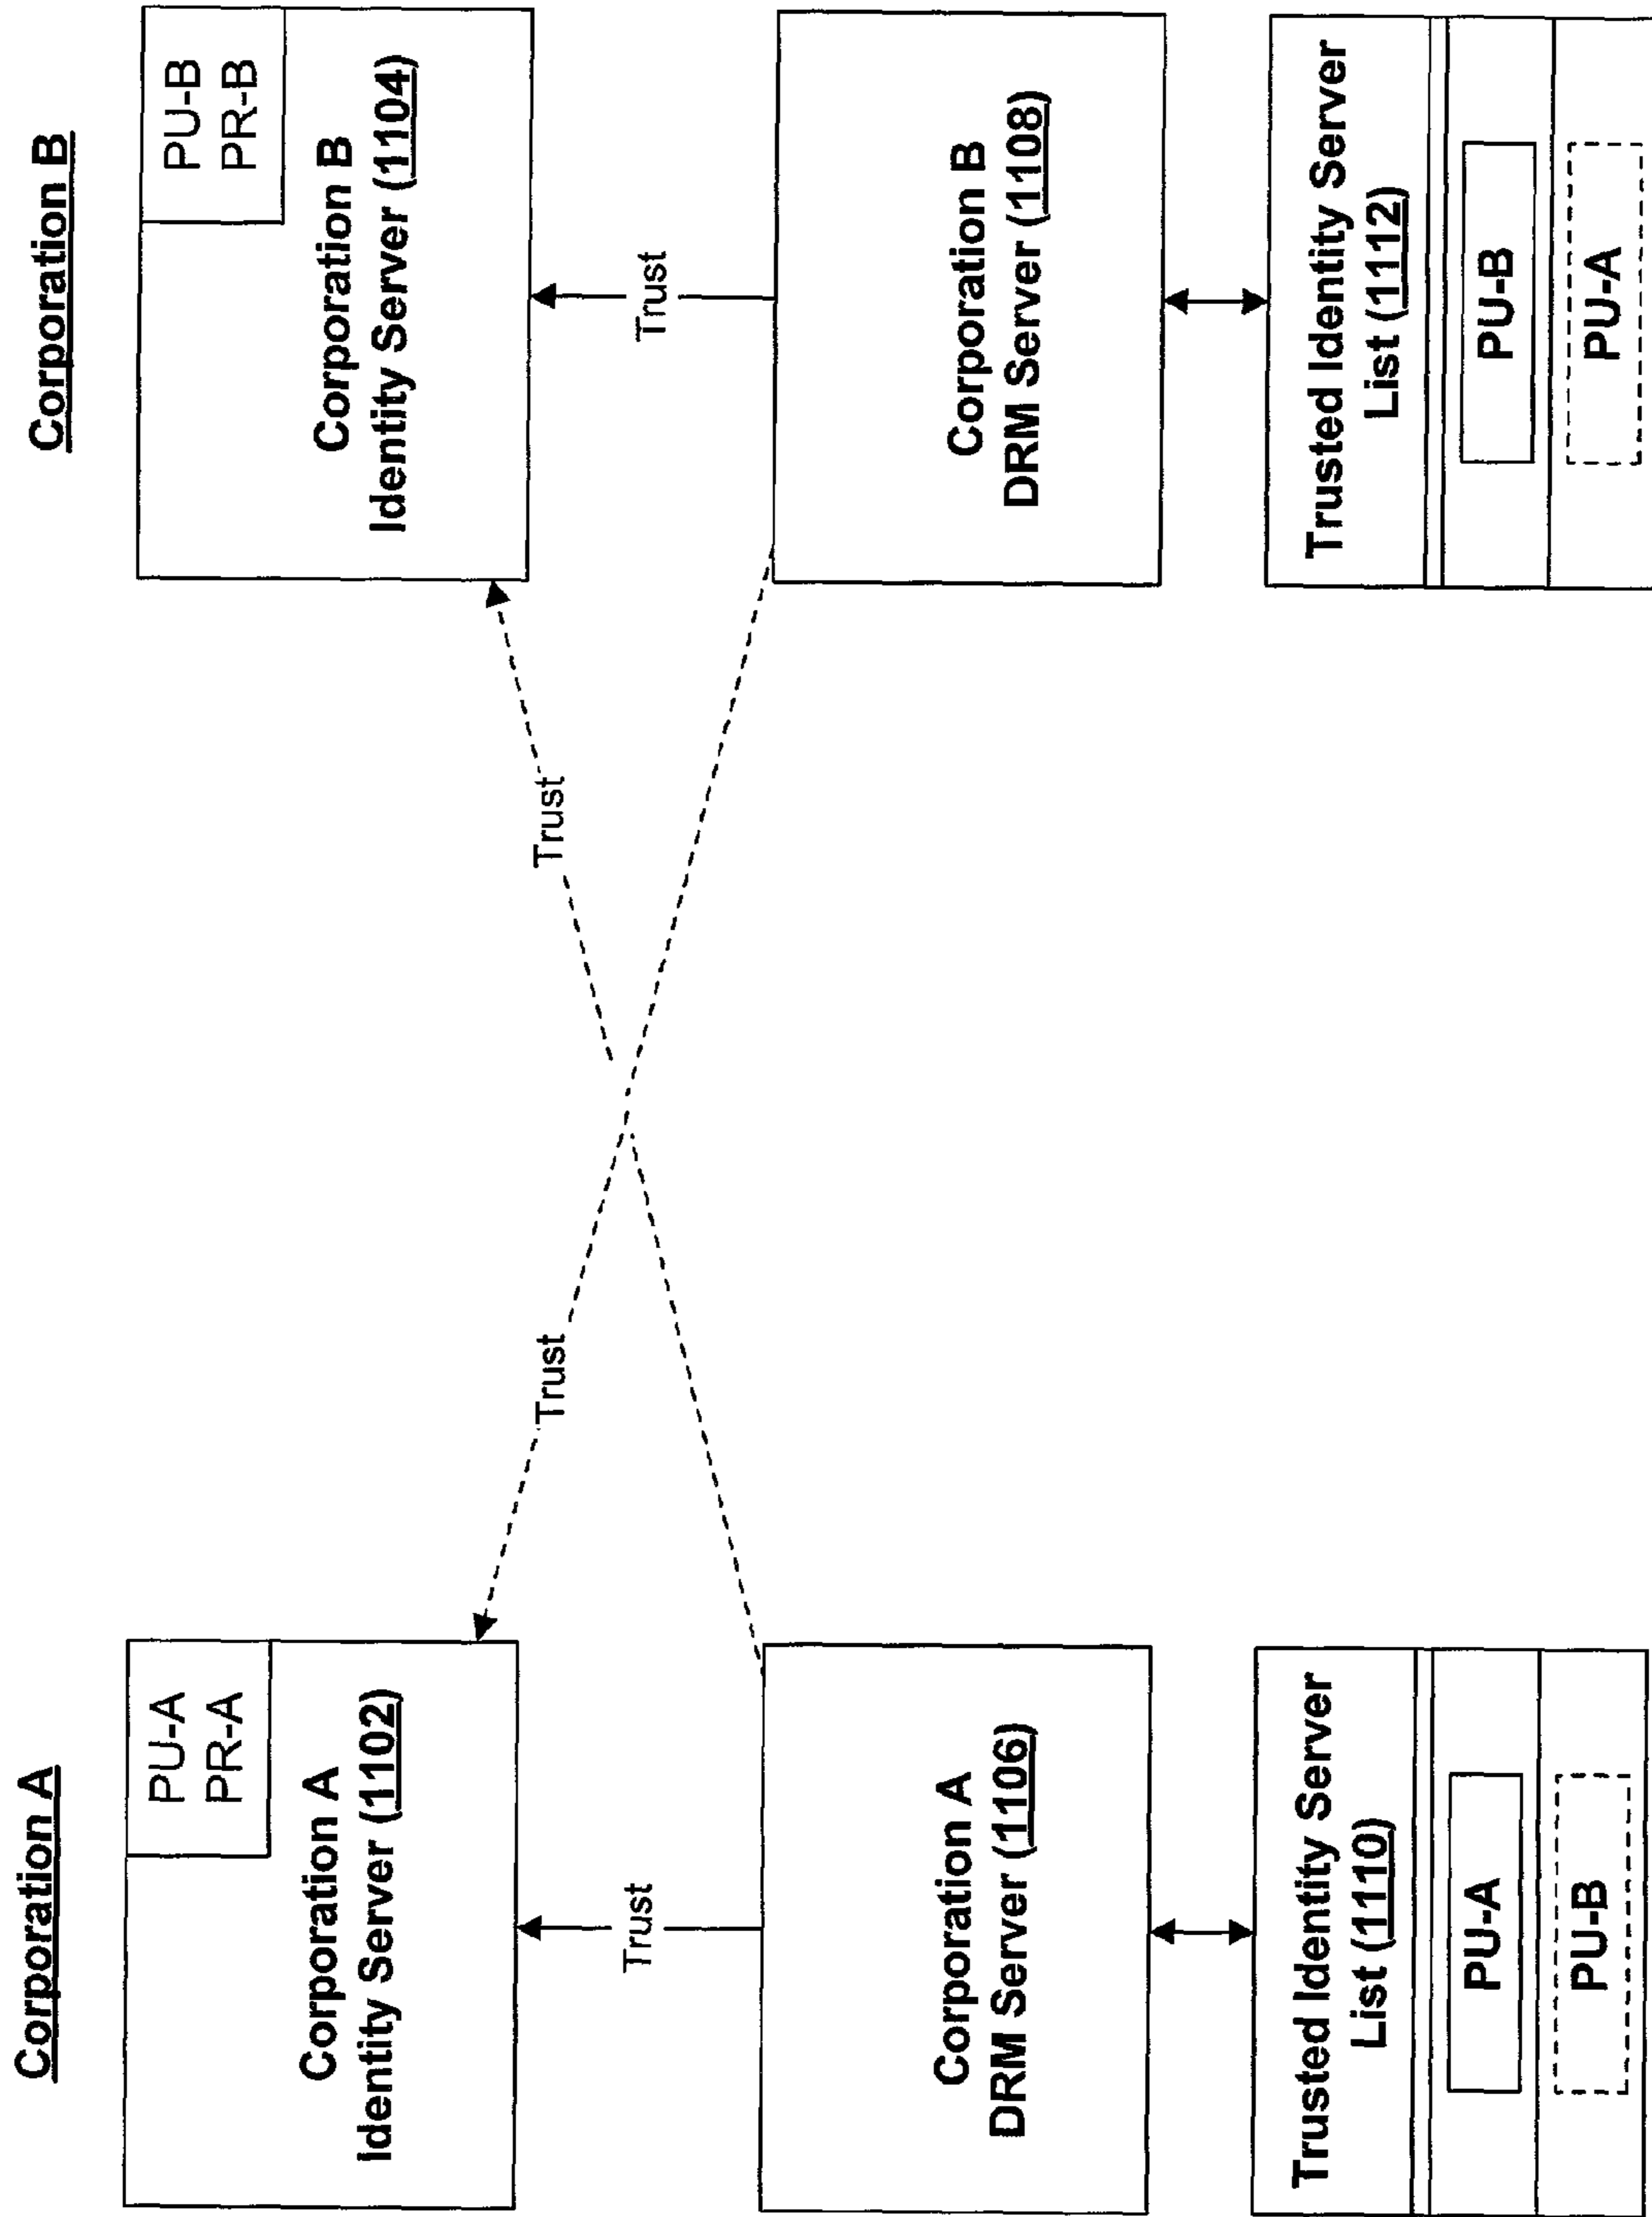 Corporation A
PU-A
PR-A
Corporation A
Identity Server (1102)
Trust
Corporation A
DRM Server (1106)
Trusted Identity Server
List (1110)
PU-A
PU-B
Trust
Trust
Corporation B
PU-B
PR-B
Corporation B
Identity Server (1104)
Trust
Corporation B
DRM Server (1108)
Trusted Identity Server
List (1112)
PU-B
PU-A